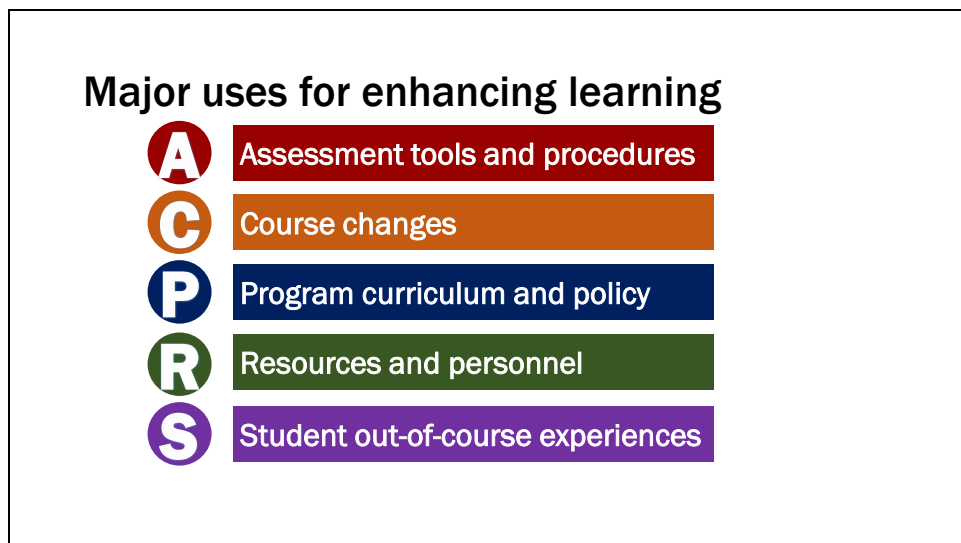 Major uses for enhancing learning
A Assessment tools and procedures
C Course changes
P Program curriculum and policy
R Resources and personnel
S Student out-of-course experiences